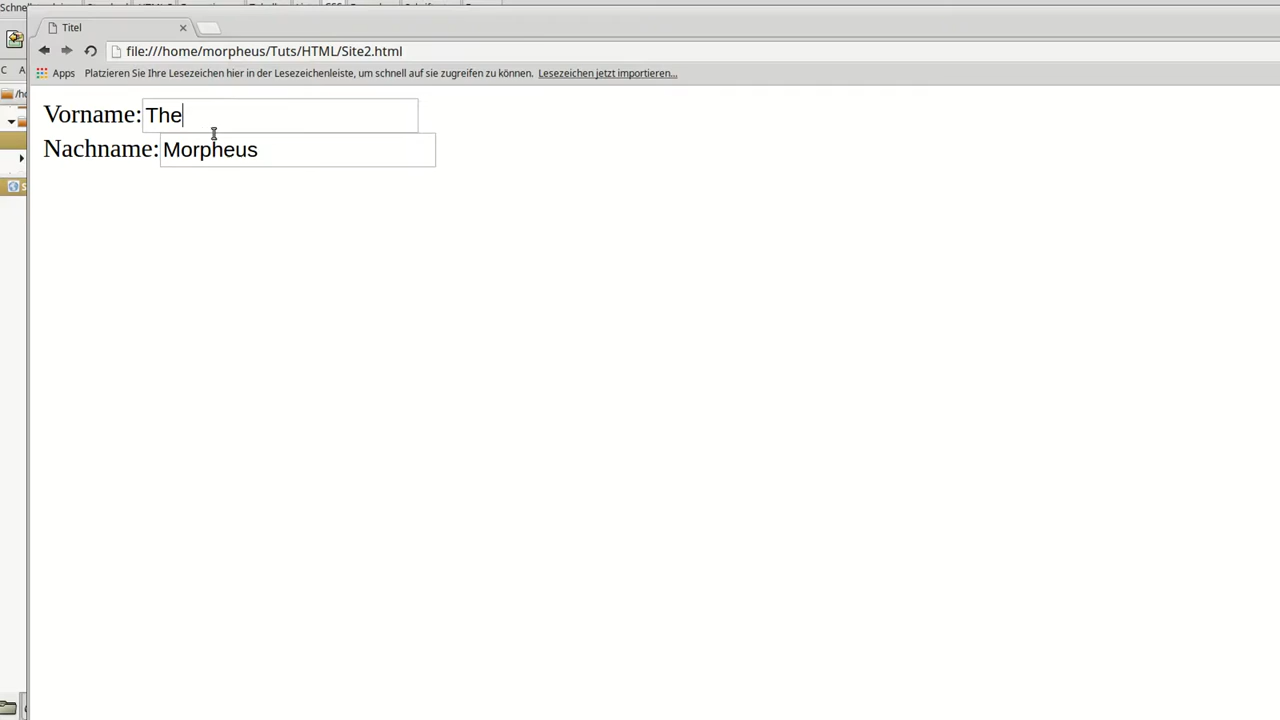 Schne
Titel
file:///home/morpheus/Tuts/HTML/Site2.html
C A
Apps Platzieren Sie Ihre Lesezeichen hier in der Lesezeichenleiste, um schnell auf sie zugreifen zu können. Lesezeichen jetzt importieren...
Vorname: The
Nachname: Morpheus